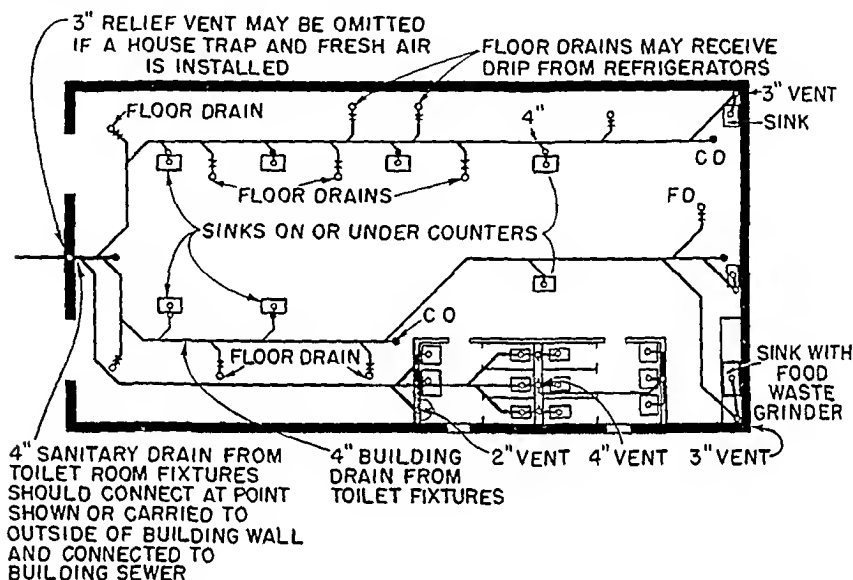 3" RELIEF VENT MAY BE OMITTED
IF A HOUSE TRAP AND FRESH AIR
IS INSTALLED
FLOOR DRAINS MAY RECEIVE
DRIP FROM REFRIGERATORS
FLOOR DRAIN
4"
3" VENT
SINK
CO
FLOOR DRAINS
FD
SINKS ON OR UNDER COUNTERS
CO
FLOOR DRAIN
SINK WITH
FOOD
WASTE
GRINDER
4" SANITARY DRAIN FROM
TOILET ROOM FIXTURES
SHOULD CONNECT AT POINT
SHOWN OR CARRIED TO
OUTSIDE OF BUILDING WALL
AND CONNECTED TO
BUILDING SEWER
4" BUILDING
DRAIN FROM
TOILET FIXTURES
2" VENT
4" VENT
3" VENT